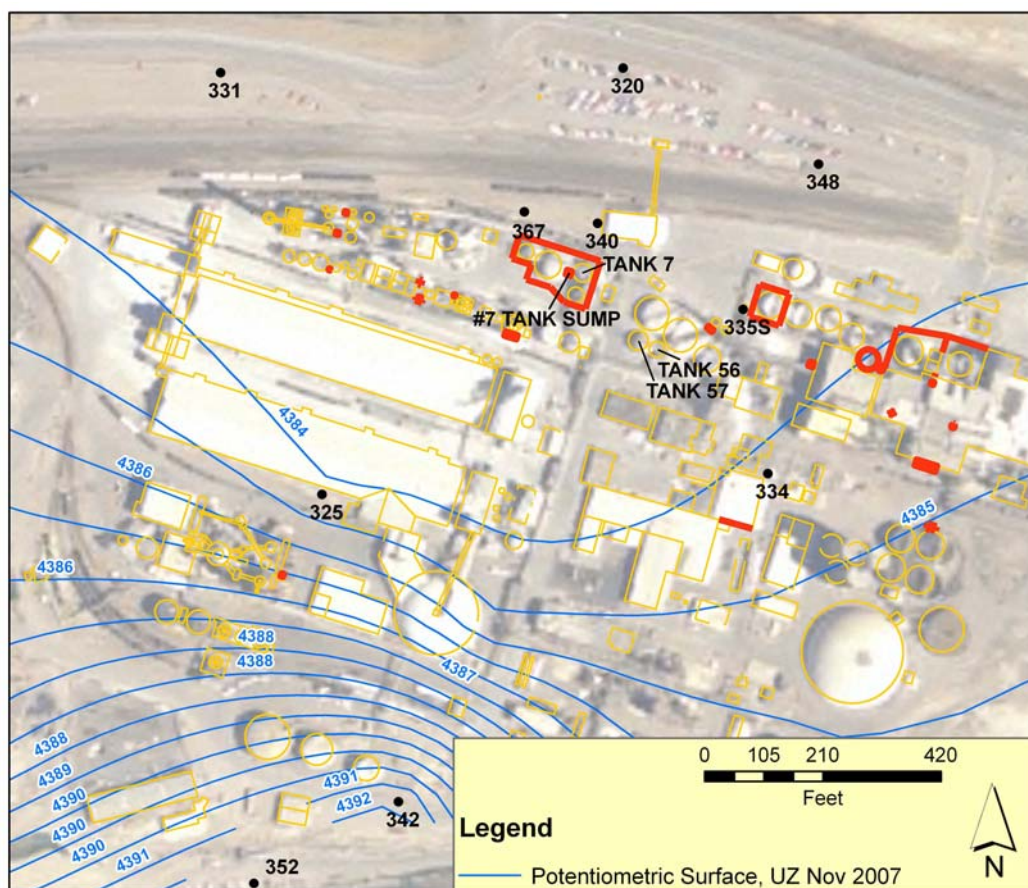 331
320
348
367
340
TANK 7
#7 TANK SUMP
335S
TANK 56
TANK 57
4384
4386
325
334
4385
4386
4388
4388
4387
4388
4389
4390
4390
4390
4391
4391
4392
342
352
0 105 210 420
Feet
N
Legend
Potentiometric Surface, UZ Nov 2007